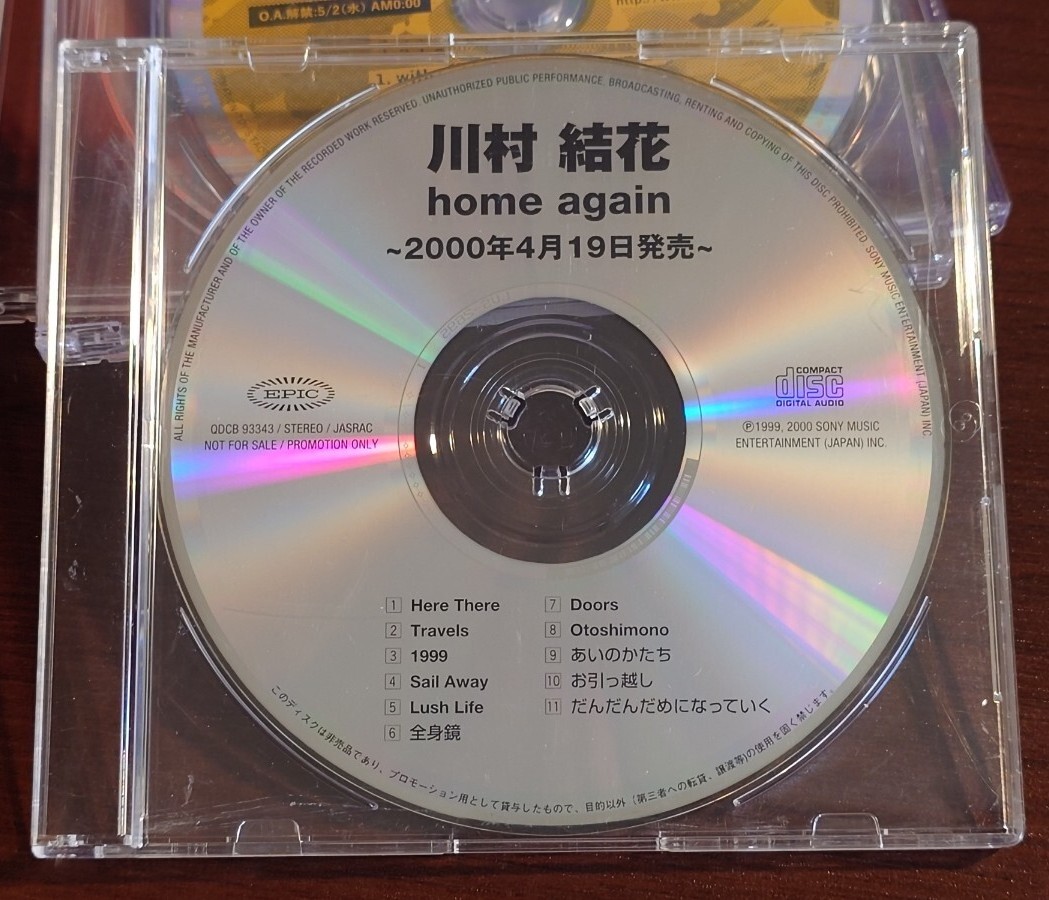 O.A.解禁:5/2(水) AM0:00
http://
1. with
ALL RIGHTS OF THE MANUFACTURER AND OF THE OWNER OF THE RECORDED WORK RESERVED. UNAUTHORIZED PUBLIC PERFORMANCE, BROADCASTING, RENTING AND COPYING OF THIS DISC PROHIBITED. SONY MUSIC ENTERTAINMENT (JAPAN) INC.
川村 結花
home again
~2000年4月19日発売~
EPIC
QDCB 93343 / STEREO / JASRAC
NOT FOR SALE / PROMOTION ONLY
COMPACT
disc
DIGITAL AUDIO
℗1999, 2000 SONY MUSIC
ENTERTAINMENT (JAPAN) INC.
1 Here There
2 Travels
3 1999
4 Sail Away
5 Lush Life
6 全身鏡
7 Doors
8 Otoshimono
9 あいのかたち
10 お引っ越し
11 だんだんだめになっていく
このディスクは非売品であり、プロモーション用として貸与したもので、目的以外（第三者への転貸、譲渡等)の使用を固く禁じます。